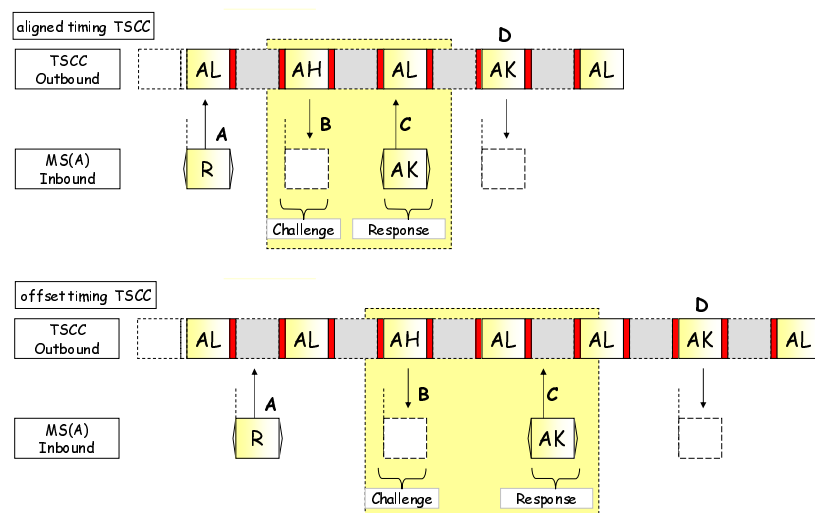 aligned timing TSCC
D
TSCC
Outbound
AL
AH
AL
AK
AL
A
B
C
MS(A)
Inbound
R
AK
Challenge
Response
offset timing TSCC
D
TSCC
Outbound
AL
AL
AH
AL
AL
AK
AL
A
B
C
MS(A)
Inbound
R
AK
Challenge
Response